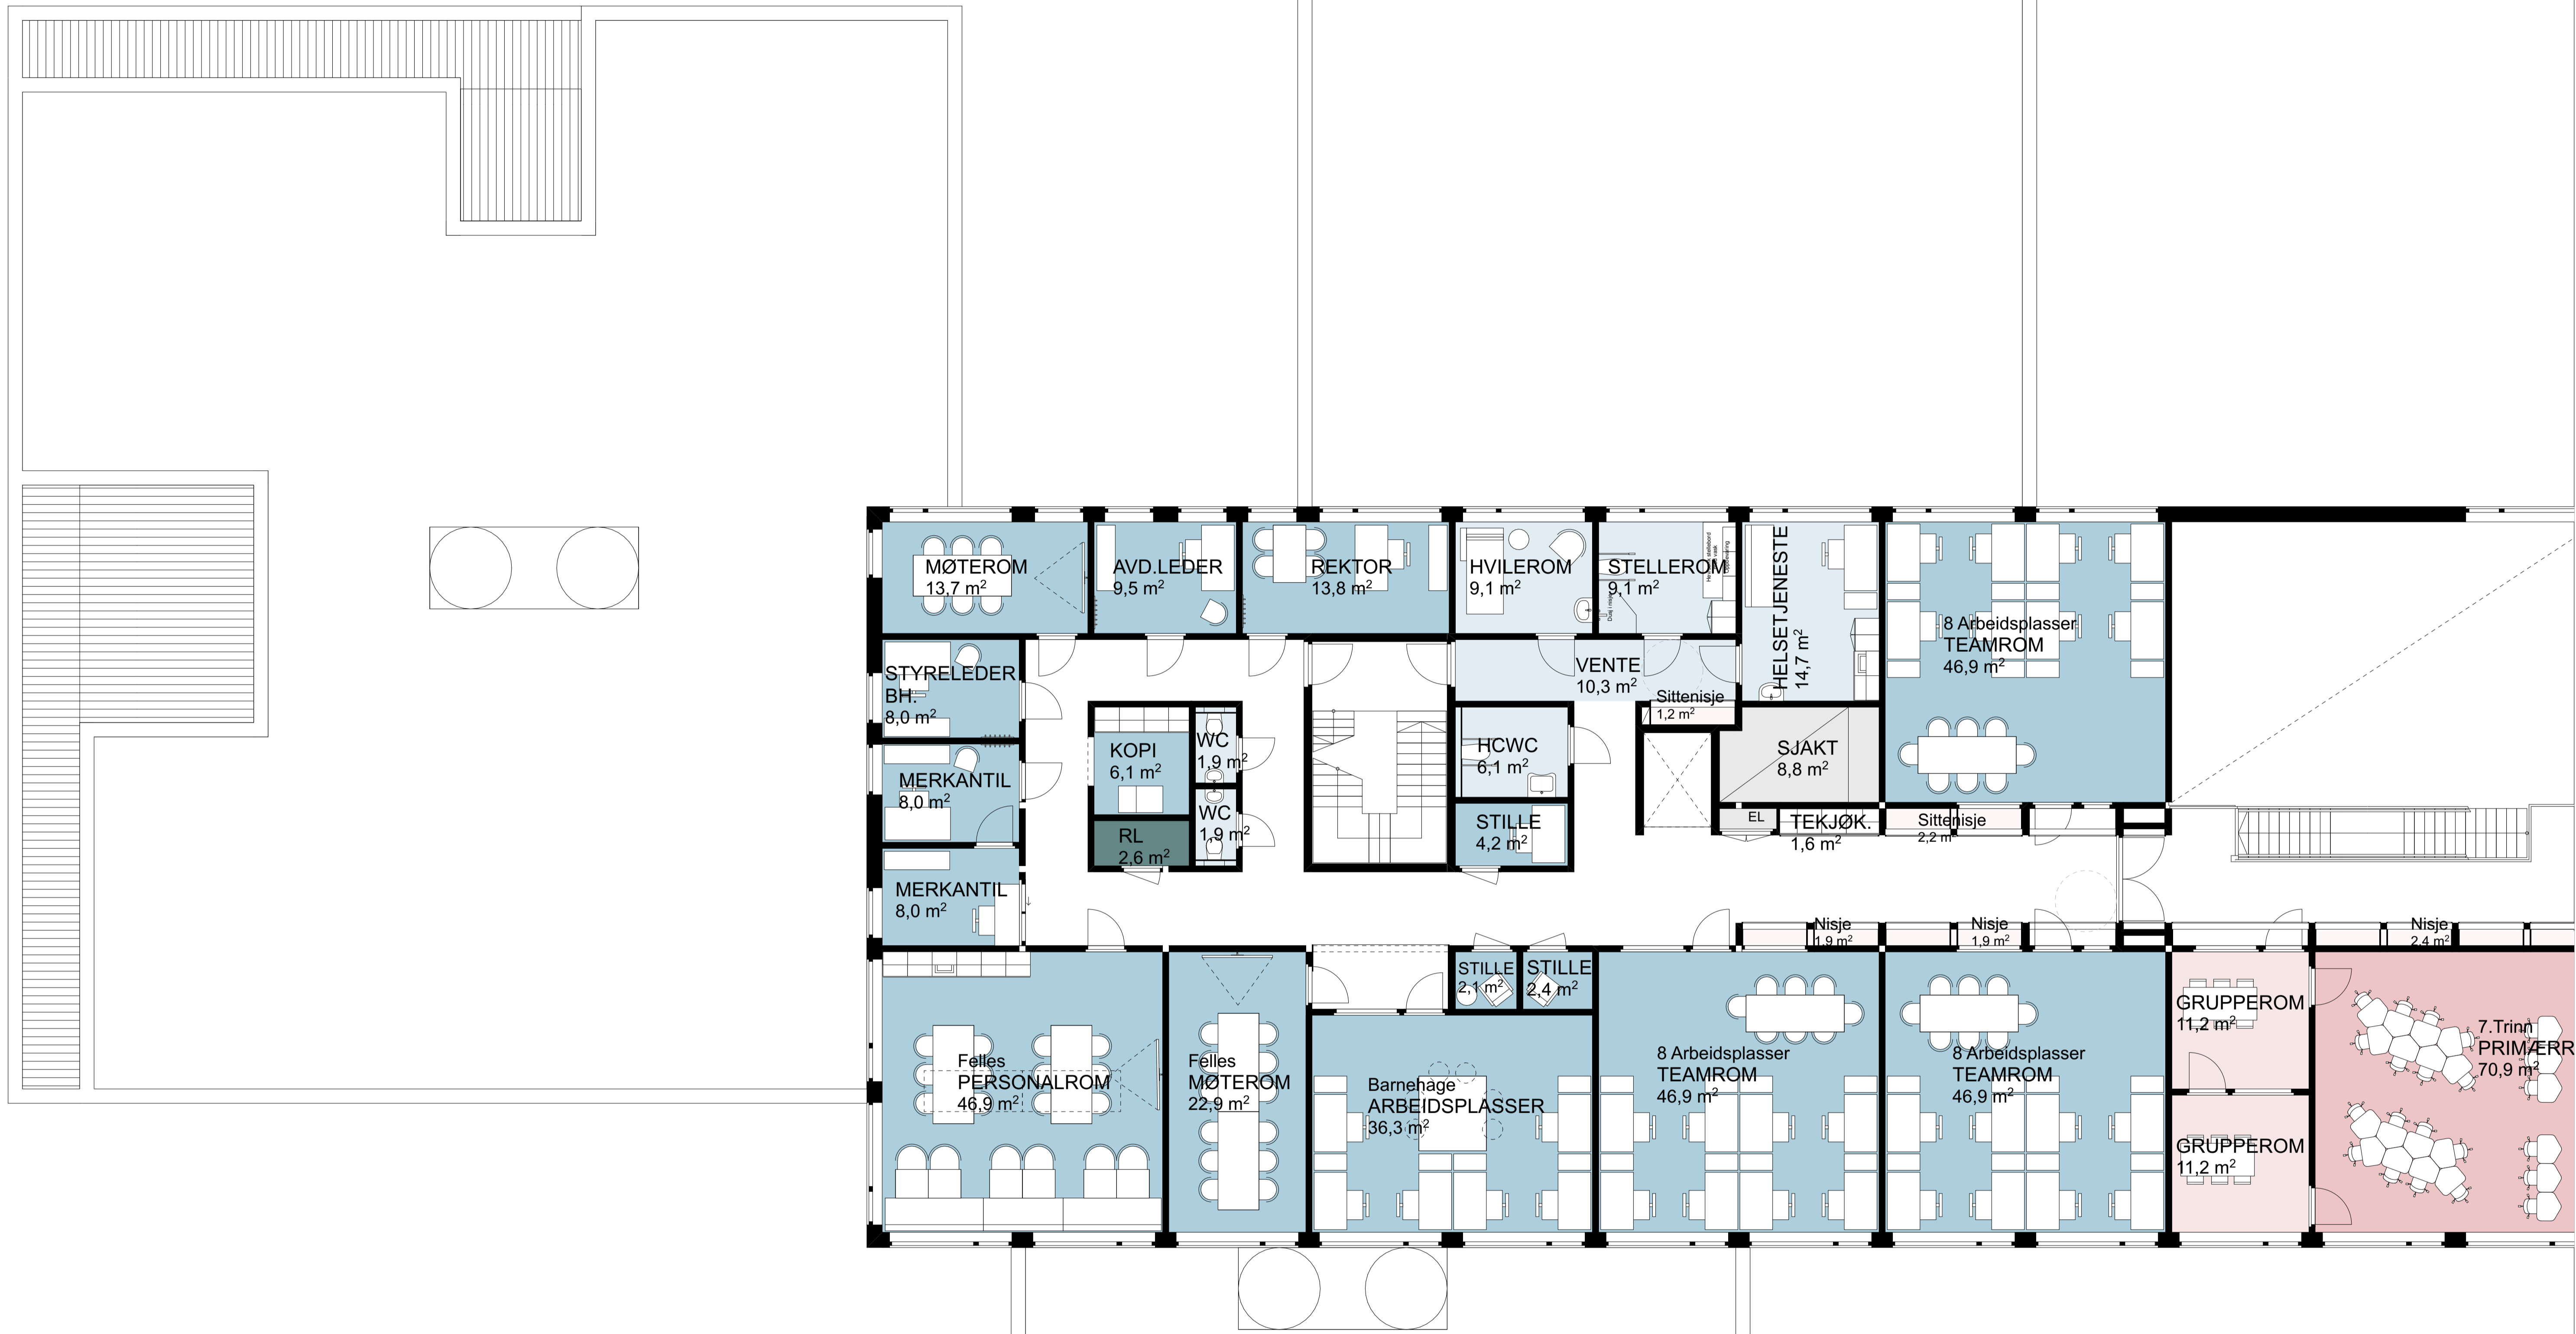 MØTEROM
13,7 m²
AVD.LEDER
9,5 m²
REKTOR
13,8 m²
HVILEROM
9,1 m²
STELLEROM
9,1 m²
HELSETJENESTE
14,7 m²
8 Arbeidsplasser
TEAMROM
46,9 m²
STYRELEDER
BH.
8,0 m²
VENTE
10,3 m²
Sittenisje
1,2 m²
MERKANTIL
8,0 m²
KOPI
6,1 m²
WC
1,9 m²
HCWC
6,1 m²
SJAKT
8,8 m²
RL
2,6 m²
WC
1,9 m²
STILLE
4,2 m²
EL
TEKJØK.
1,6 m²
Sittenisje
2,2 m²
MERKANTIL
8,0 m²
Nisje
1,9 m²
Nisje
1,9 m²
Nisje
2,4 m²
STILLE
2,1 m²
STILLE
2,4 m²
Felles
PERSONALROM
46,9 m²
Felles
MØTEROM
22,9 m²
Barnehage
ARBEIDSPLASSER
36,3 m²
8 Arbeidsplasser
TEAMROM
46,9 m²
8 Arbeidsplasser
TEAMROM
46,9 m²
GRUPPEROM
11,2 m²
GRUPPEROM
11,2 m²
7.Trinn
PRIMÆRR
70,9 m²